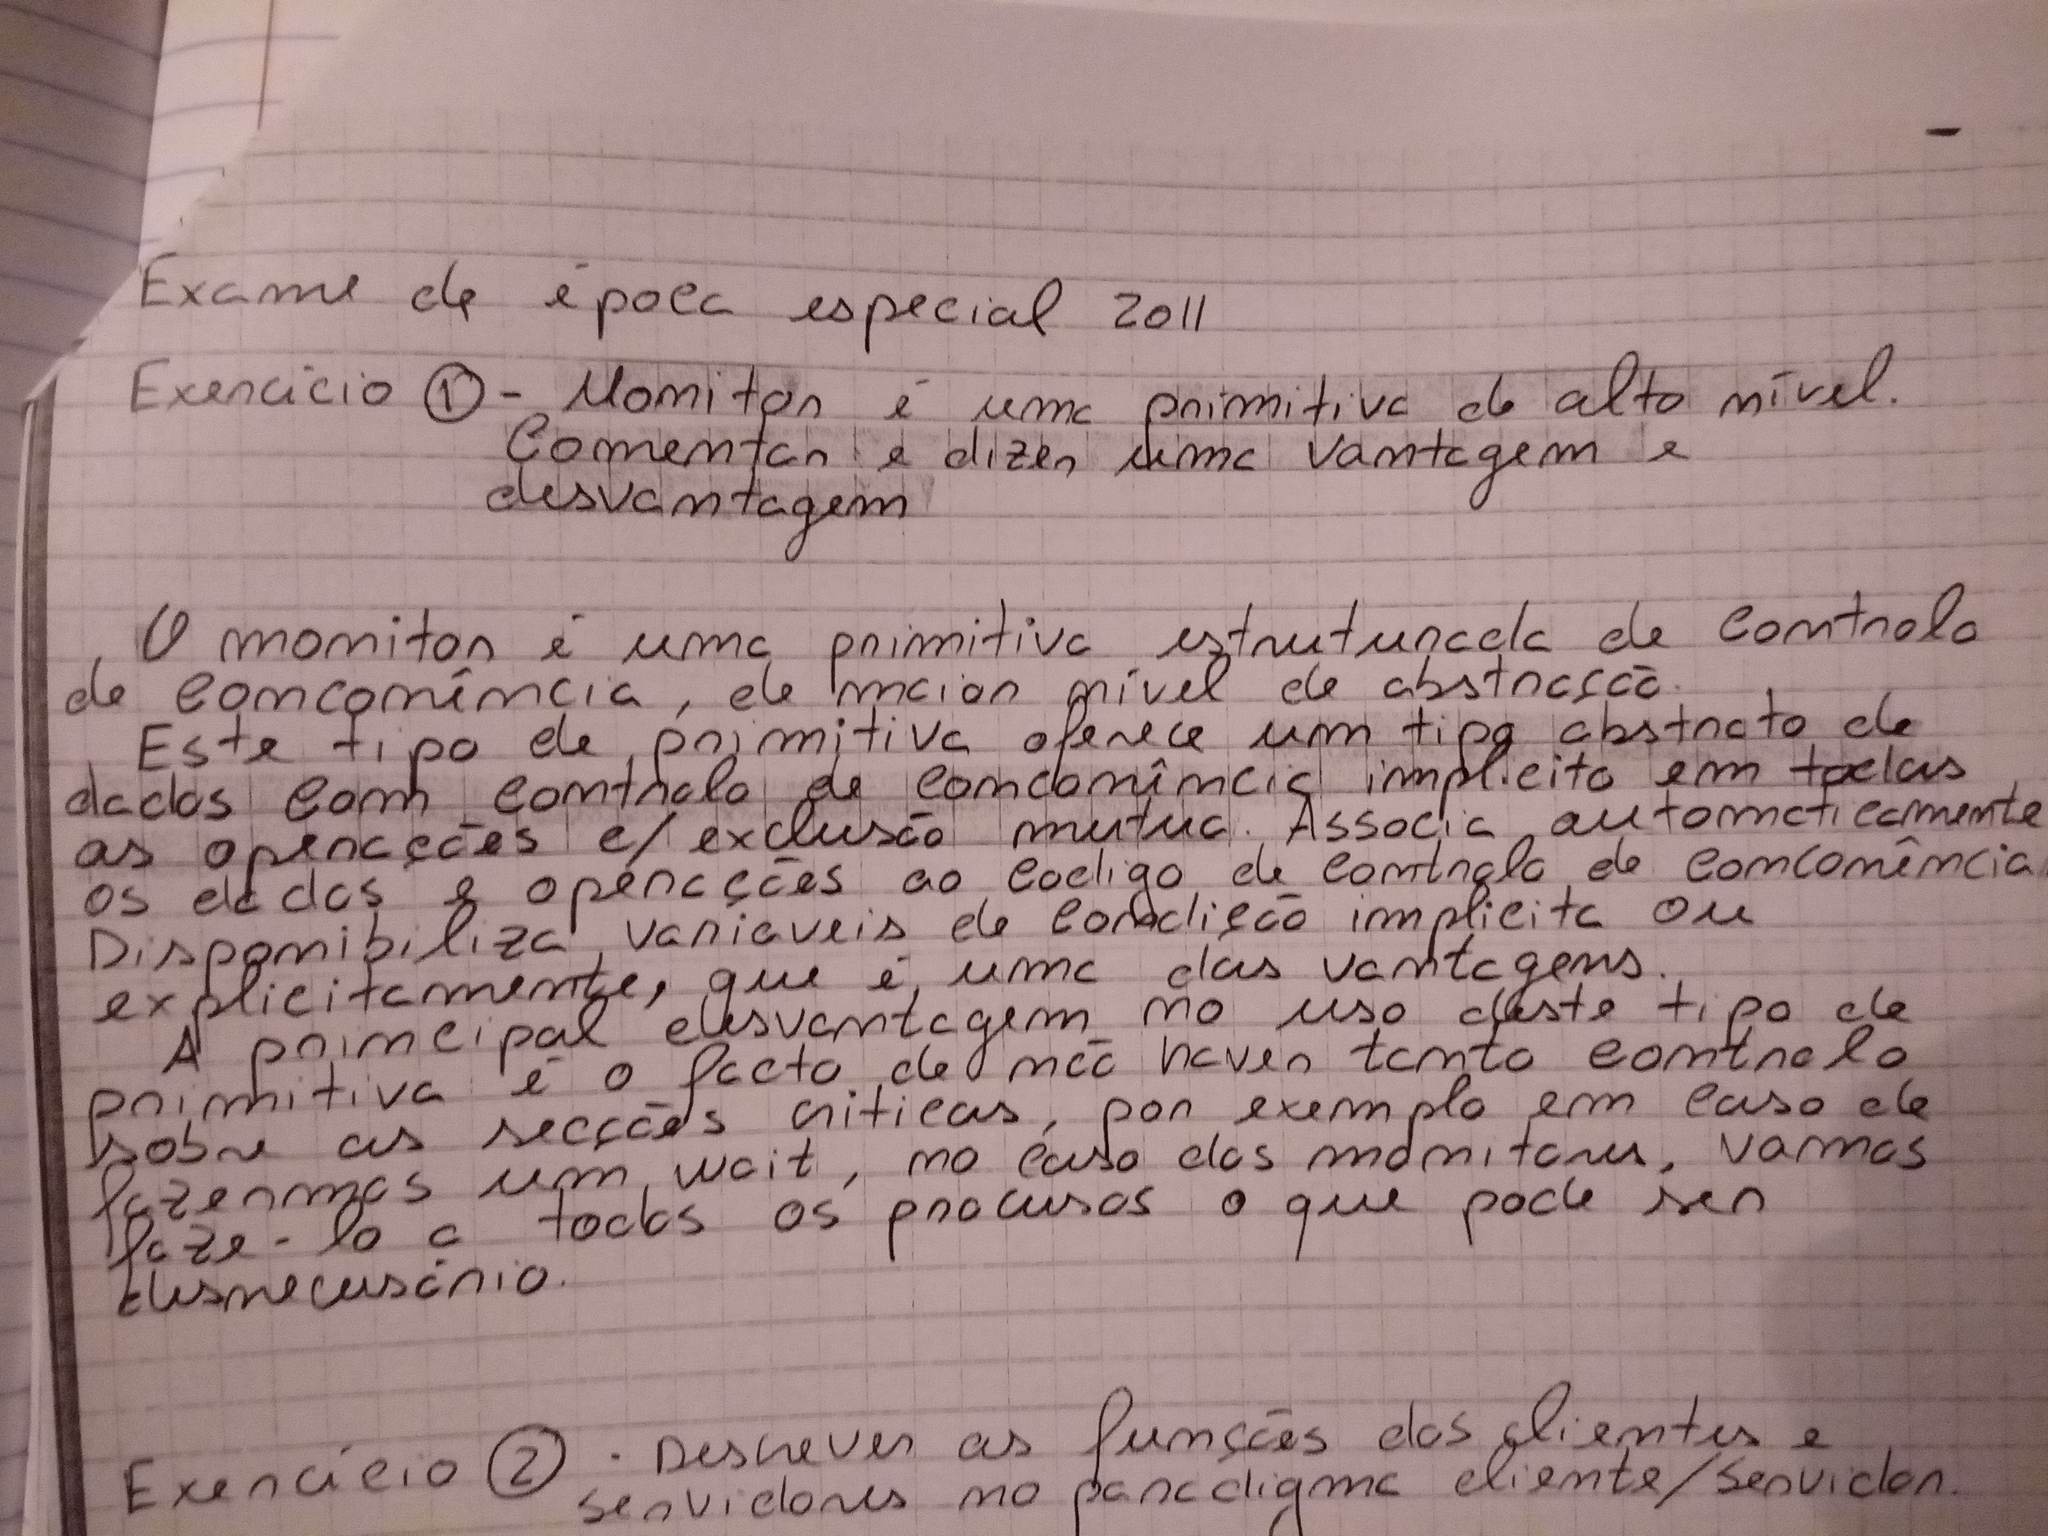 Exame de época especial 2011
Exercício ① - Monitor é uma primitiva de alto nível.
Comentar e dizer uma vantagem e
desvantagem
O monitor é uma primitiva estruturada de controlo
de concorrência, de maior nível de abstracção.
Este tipo de primitiva oferece um tipo abstrato de
dados com controlo de concorrência implicito em todas
as operacções c/ exclusão mutua. Associa automaticamente
os dados e operacções ao codigo de controlo de concorrência.
Disponibiliza variaveis de condição implicita ou
explicitamente, que é uma das vantagens.
A principal desvantagem no uso deste tipo de
primitiva é o facto de não haver tanto controlo
sobre as secções criticas, por exemplo em caso de
fazermos um wait, no caso dos monitores, vamos
faze-lo a todos os processos o que pode ser
desnecessário.
Exercício ② - Descrever as funções dos clientes e
servidores no paradigma cliente/servidor.